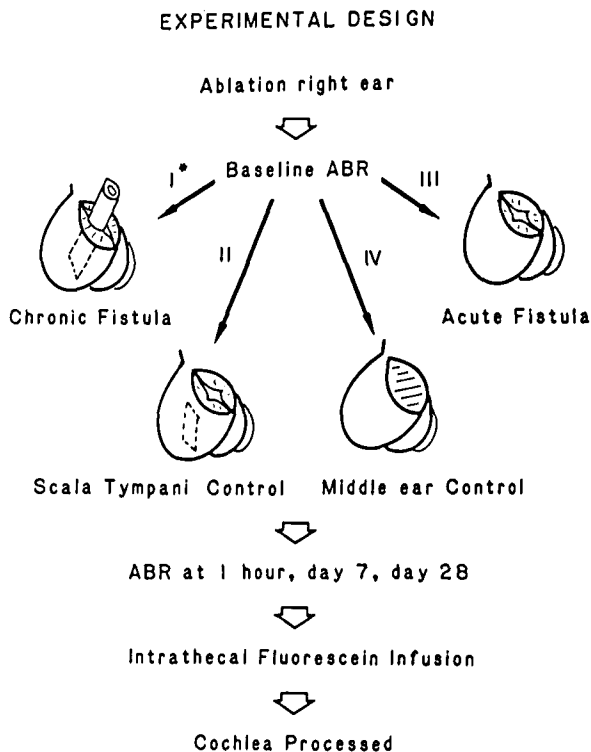 EXPERIMENTAL DESIGN
Ablation right ear
Baseline ABR
I*
III
II
IV
Chronic Fistula
Acute Fistula
Scala Tympani Control
Middle ear Control
ABR at 1 hour, day 7, day 28
Intrathecal Fluorescein Infusion
Cochlea Processed